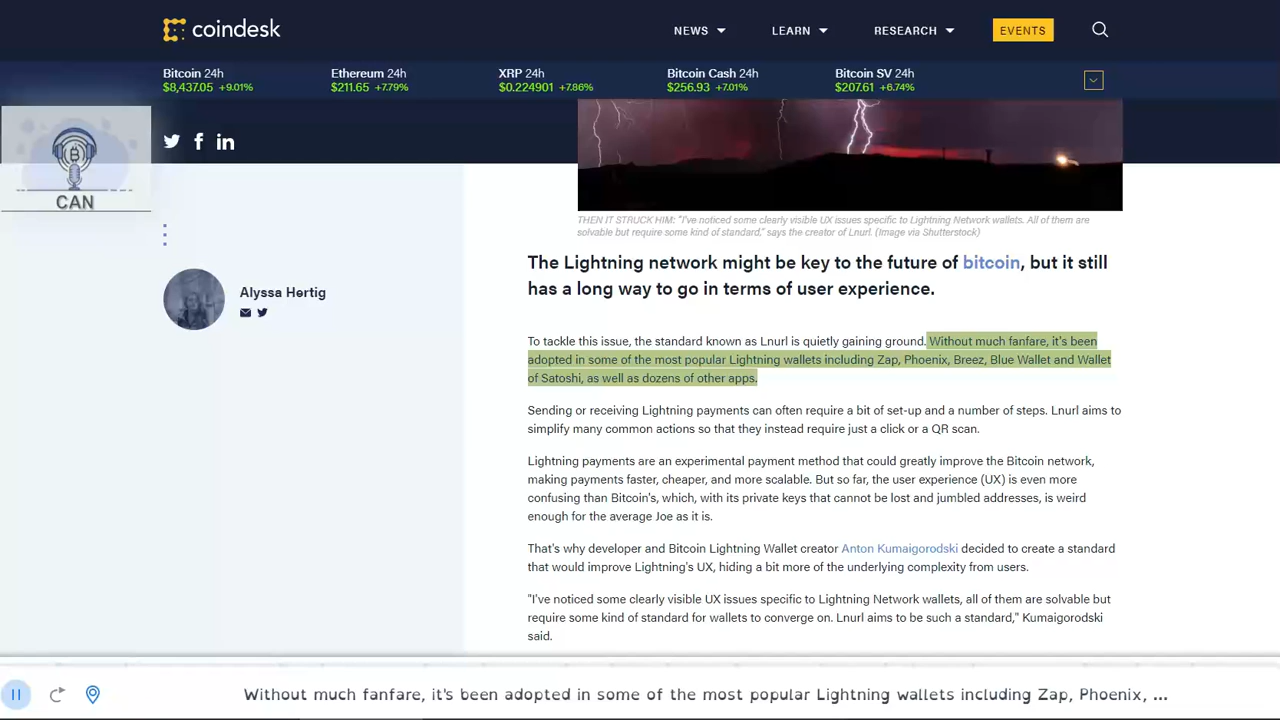 coindesk
NEWS LEARN RESEARCH EVENTS
Bitcoin 24h Ethereum 24h XRP 24h Bitcoin Cash 24h Bitcoin SV 24h
$8,437.05 +9.01% $211.65 +7.79% $0.224901 +7.86% $256.93 +7.01% $207.61 +6.74%
CAN
THEN IT STRUCK HIM: "I've noticed some clearly visible UX issues specific to Lightning Network wallets. All of them are
solvable but require some kind of standard," says the creator of Lnurl. (Image via Shutterstock)
The Lightning network might be key to the future of bitcoin, but it still
has a long way to go in terms of user experience.
Alyssa Hertig
To tackle this issue, the standard known as Lnurl is quietly gaining ground. Without much fanfare, it's been
adopted in some of the most popular Lightning wallets including Zap, Phoenix, Breez, Blue Wallet and Wallet
of Satoshi, as well as dozens of other apps.
Sending or receiving Lightning payments can often require a bit of set-up and a number of steps. Lnurl aims to
simplify many common actions so that they instead require just a click or a QR scan.
Lightning payments are an experimental payment method that could greatly improve the Bitcoin network,
making payments faster, cheaper, and more scalable. But so far, the user experience (UX) is even more
confusing than Bitcoin's, which, with its private keys that cannot be lost and jumbled addresses, is weird
enough for the average Joe as it is.
That's why developer and Bitcoin Lightning Wallet creator Anton Kumaigorodski decided to create a standard
that would improve Lightning's UX, hiding a bit more of the underlying complexity from users.
"I've noticed some clearly visible UX issues specific to Lightning Network wallets, all of them are solvable but
require some kind of standard for wallets to converge on. Lnurl aims to be such a standard," Kumaigorodski
said.
Without much fanfare, it's been adopted in some of the most popular Lightning wallets including Zap, Phoenix, ...